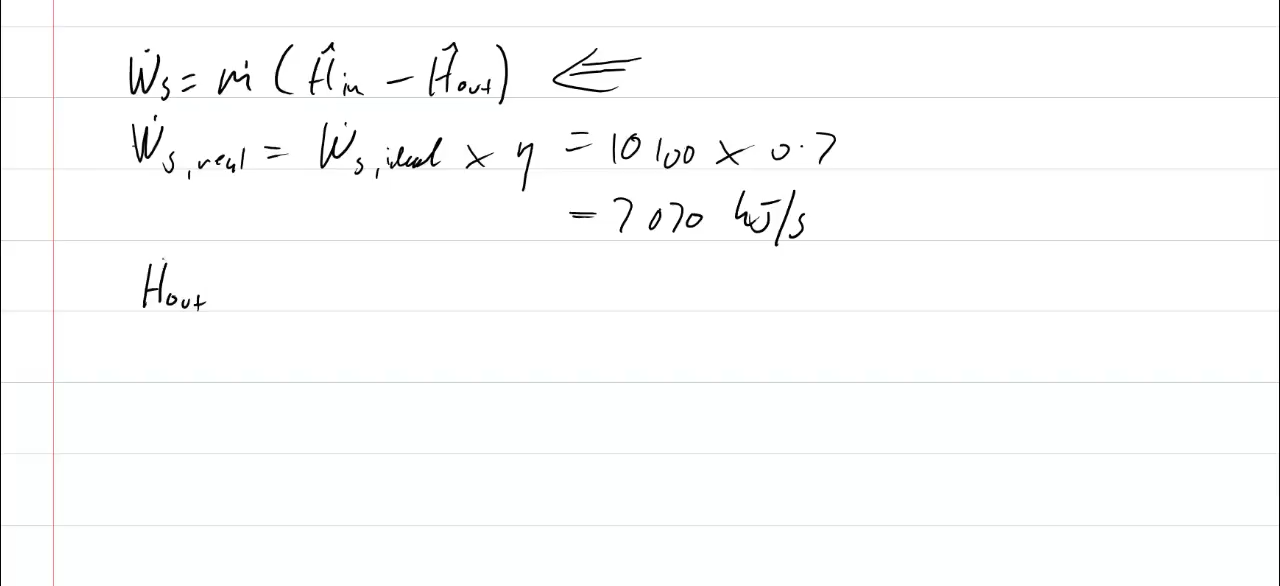 Ẇs = ṁ (Ĥin − Ĥout) ⇐
Ẇs,real = Ẇs,ideal × η = 10100 × 0.7
= 7070 kJ/s
Hout